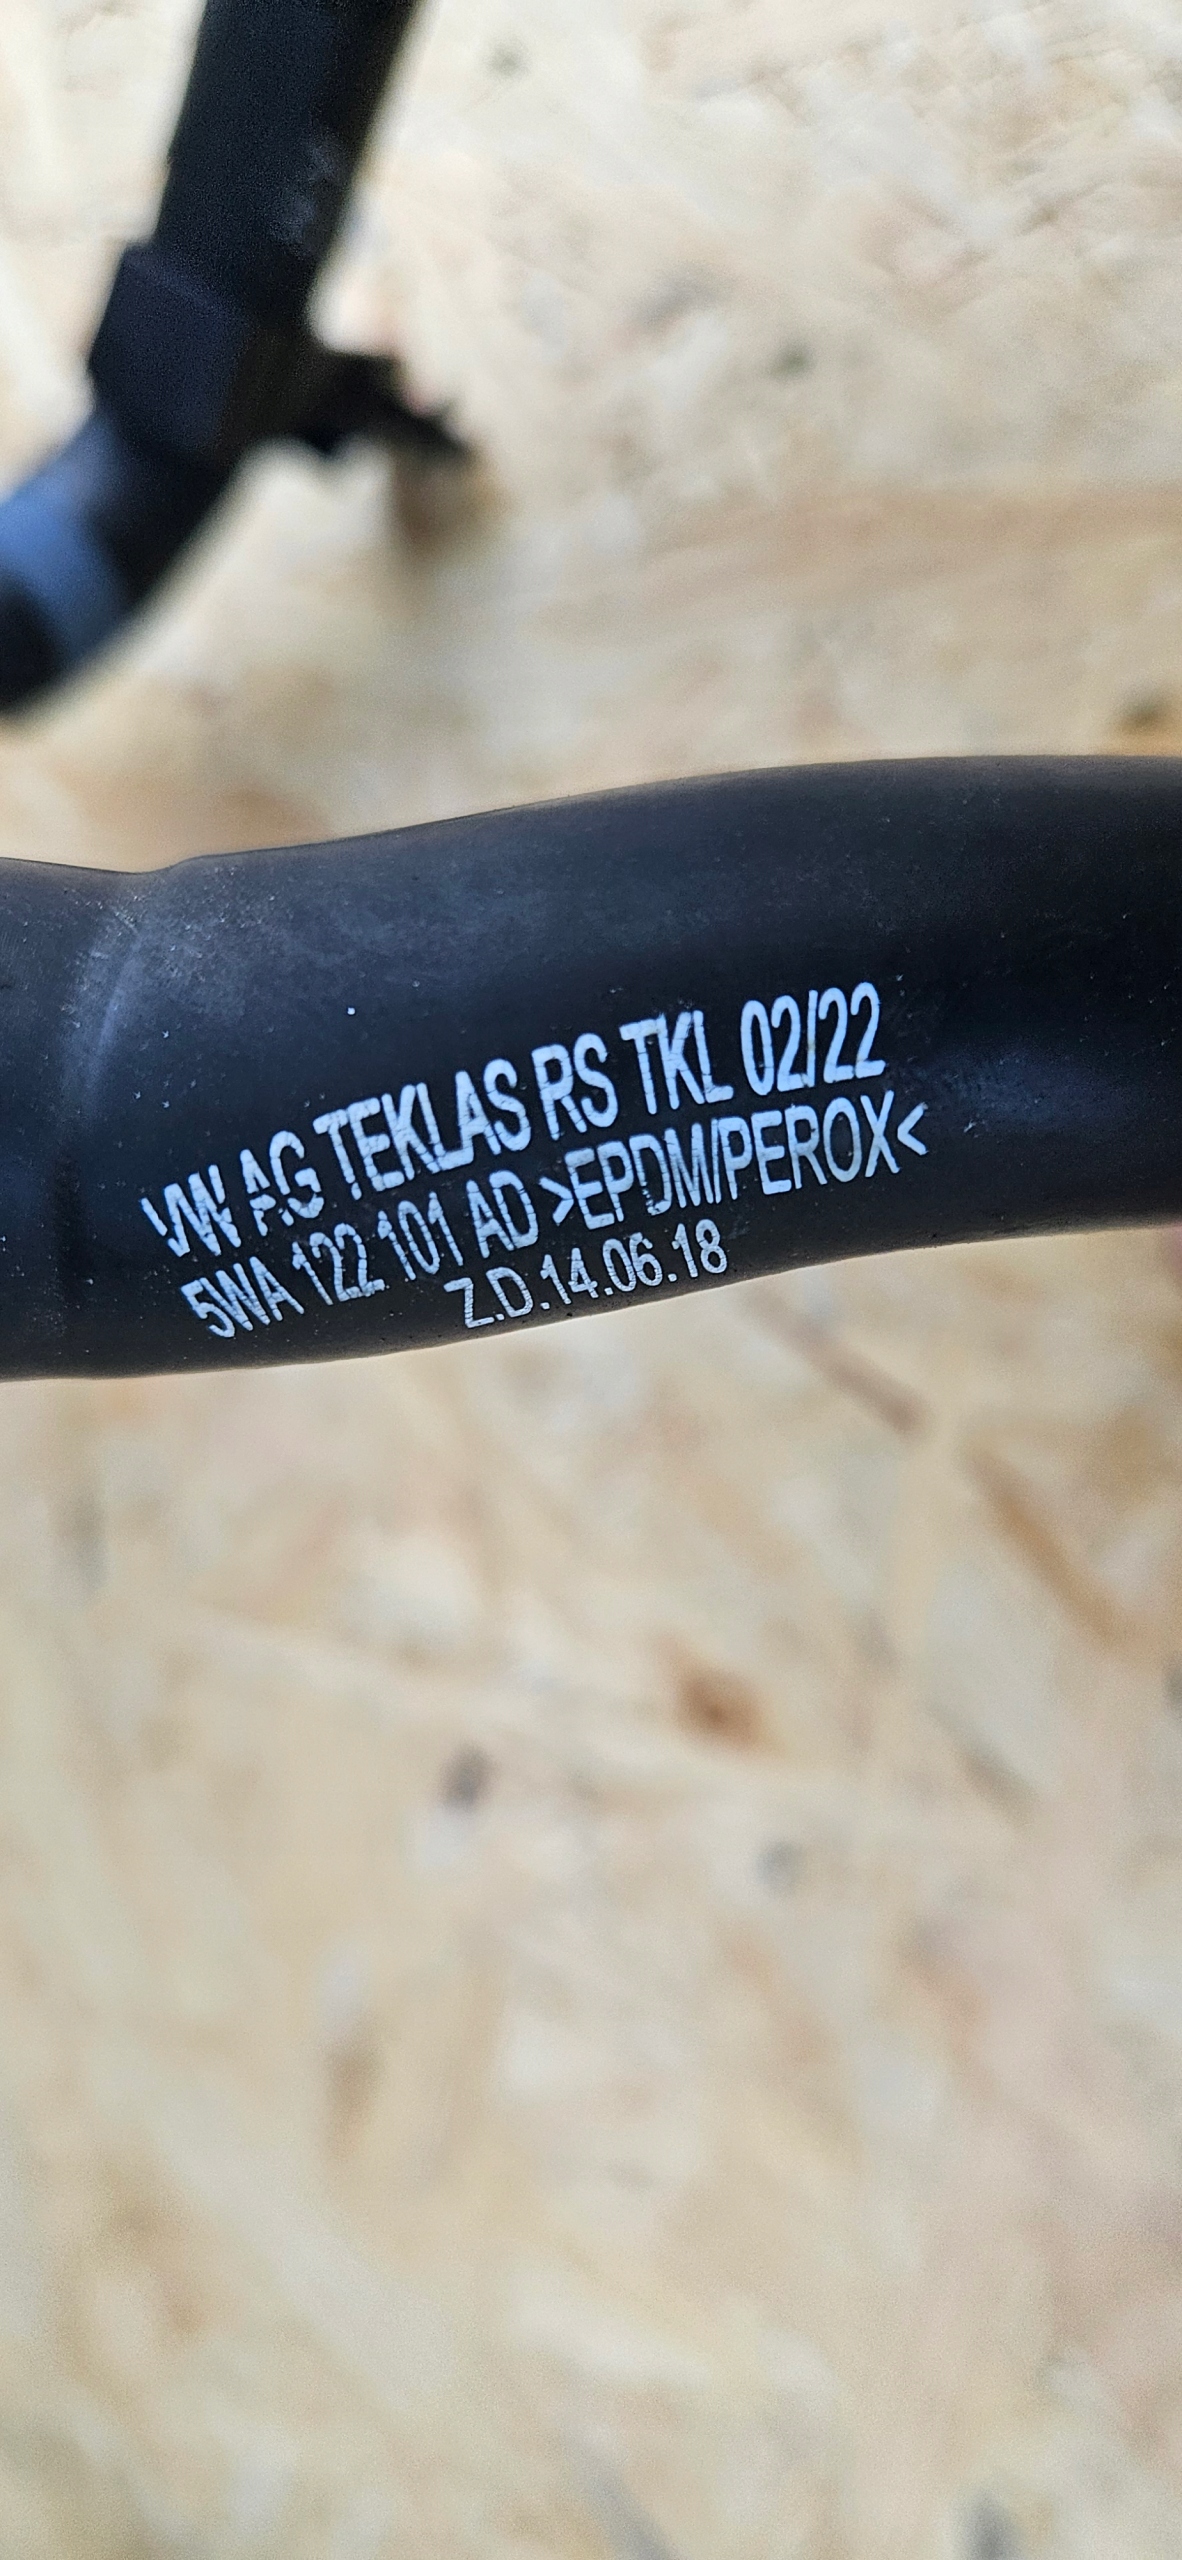 VW AG TEKLAS RS TKL 02/22
5WA 122 101 AD >EPDM/PEROX<
Z.D.14.06.18